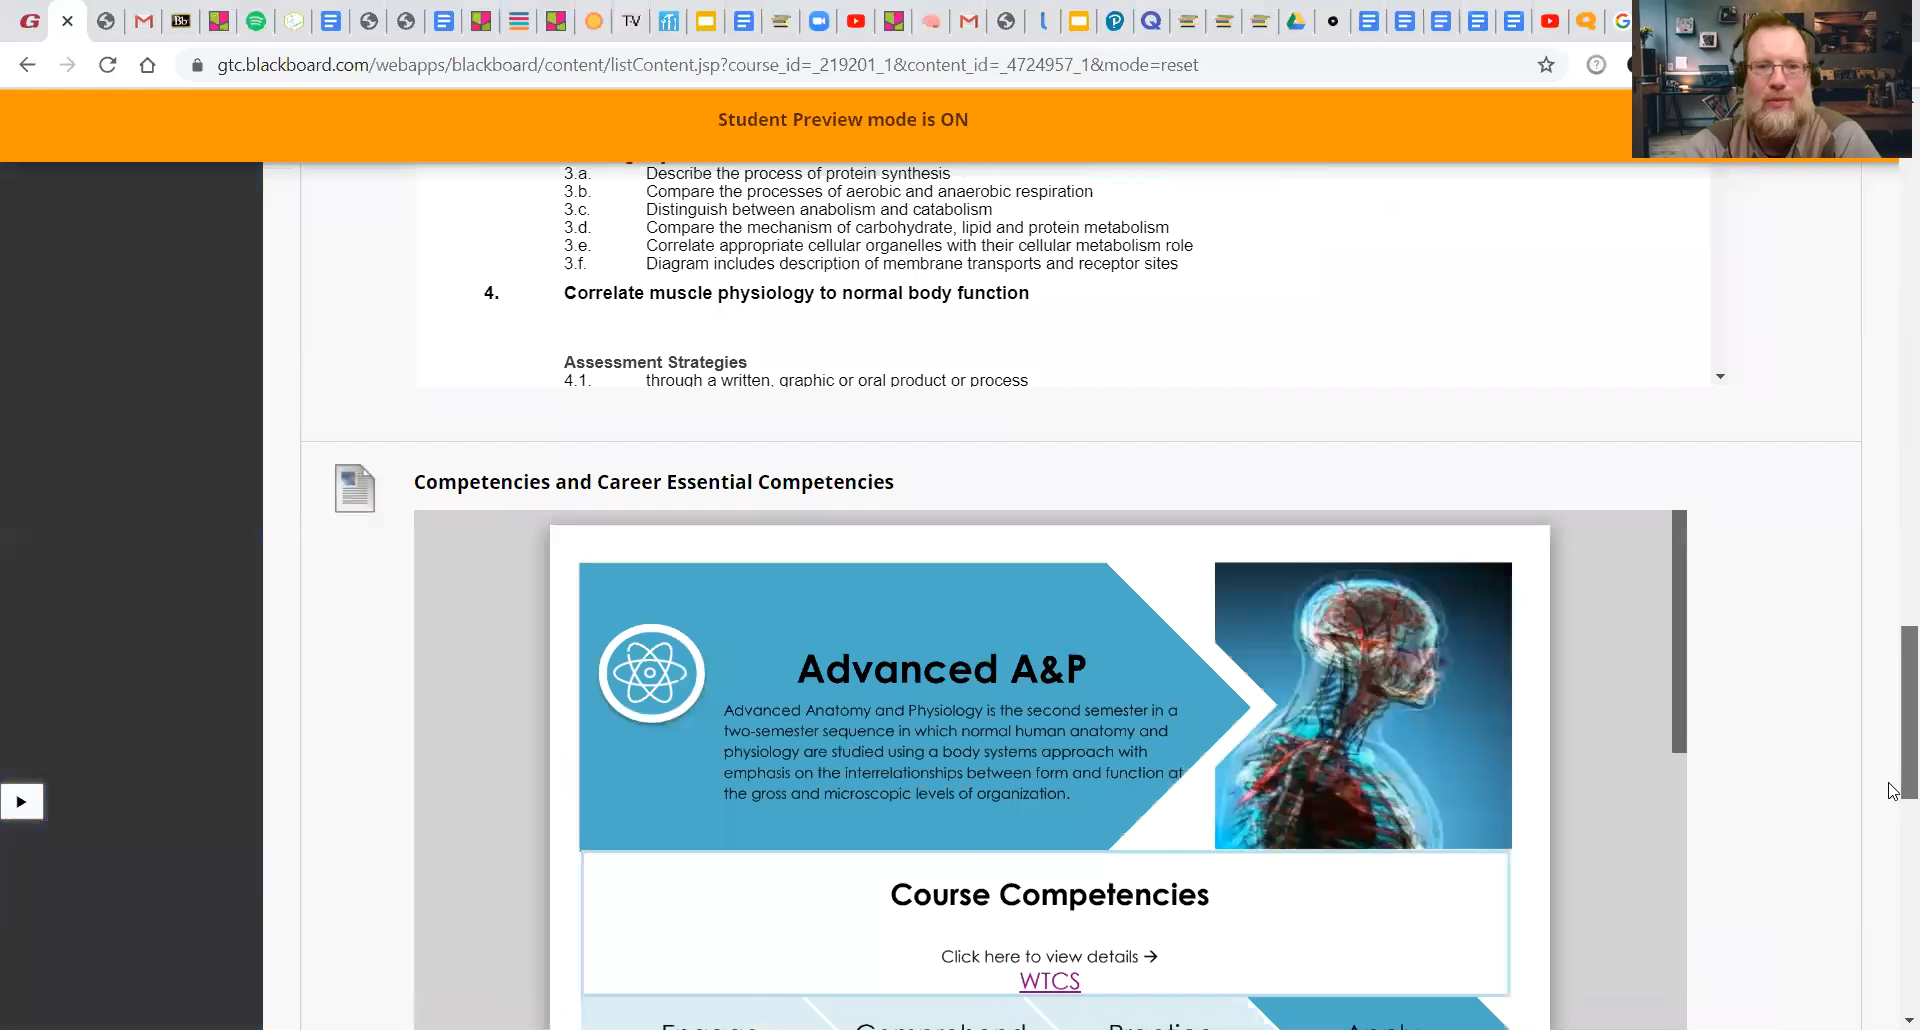 gtc.blackboard.com/webapps/blackboard/content/listContent.jsp?course_id=_219201_1&content_id=_4724957_1&mode=reset
Student Preview mode is ON
3.a. Describe the process of protein synthesis
3.b. Compare the processes of aerobic and anaerobic respiration
3.c. Distinguish between anabolism and catabolism
3.d. Compare the mechanism of carbohydrate, lipid and protein metabolism
3.e. Correlate appropriate cellular organelles with their cellular metabolism role
3.f. Diagram includes description of membrane transports and receptor sites
4. Correlate muscle physiology to normal body function
Assessment Strategies
4.1. through a written, graphic or oral product or process
Competencies and Career Essential Competencies
Advanced A&P
Advanced Anatomy and Physiology is the second semester in a
two-semester sequence in which normal human anatomy and
physiology are studied using a body systems approach with
emphasis on the interrelationships between form and function at
the gross and microscopic levels of organization.
Course Competencies
Click here to view details →
WTCS
Engage Comprehend Practice Apply